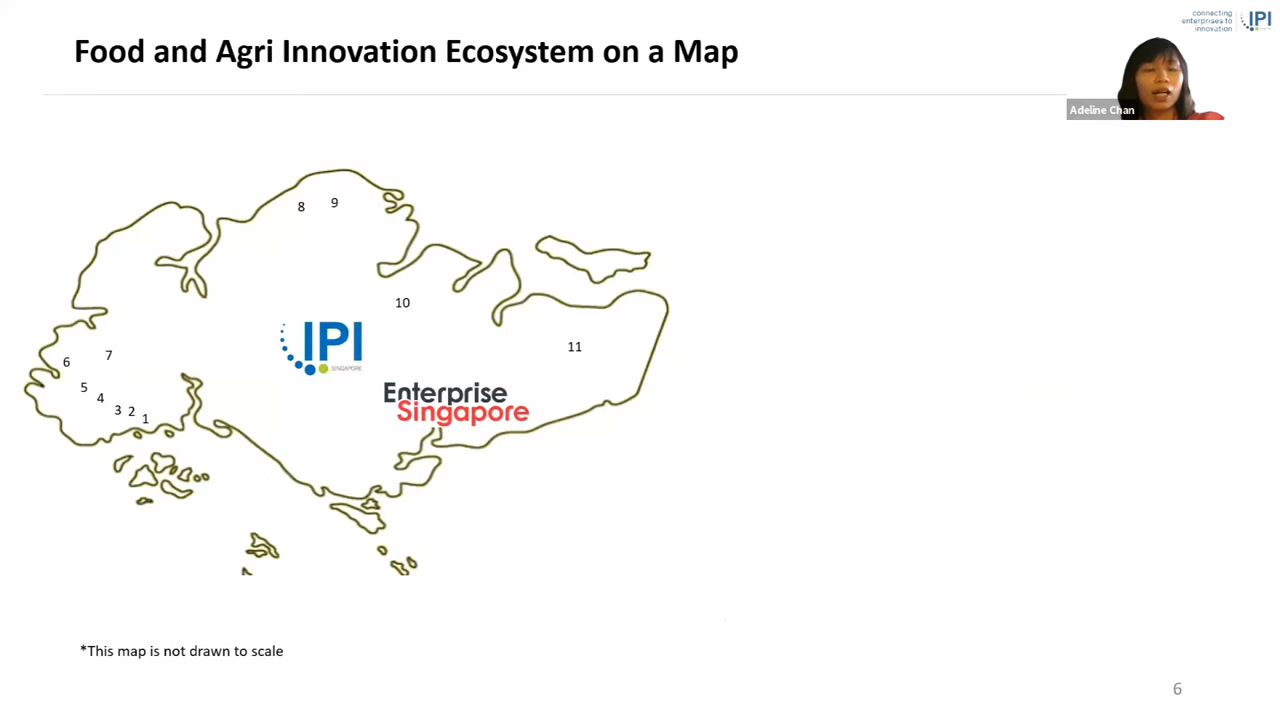 connecting
enterprises to
innovation
IPI
Food and Agri Innovation Ecosystem on a Map
Adeline Chan
8 9
10
IPI
SINGAPORE
11
7
6
5
4
3 2 1
Enterprise
Singapore
*This map is not drawn to scale
6